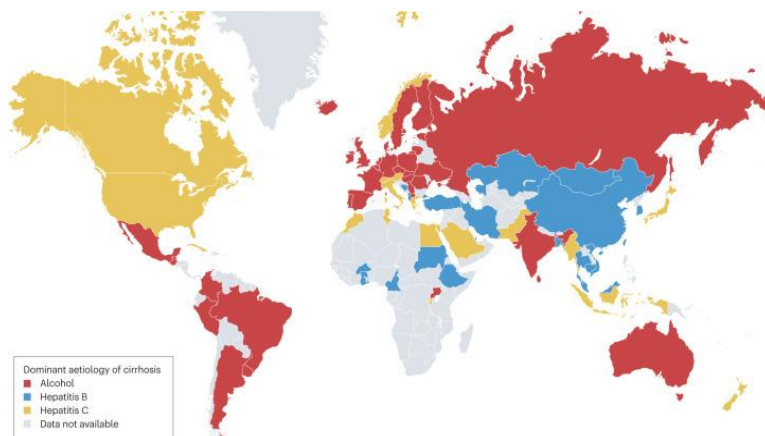 Dominant aetiology of cirrhosis
Alcohol
Hepatitis B
Hepatitis C
Data not available